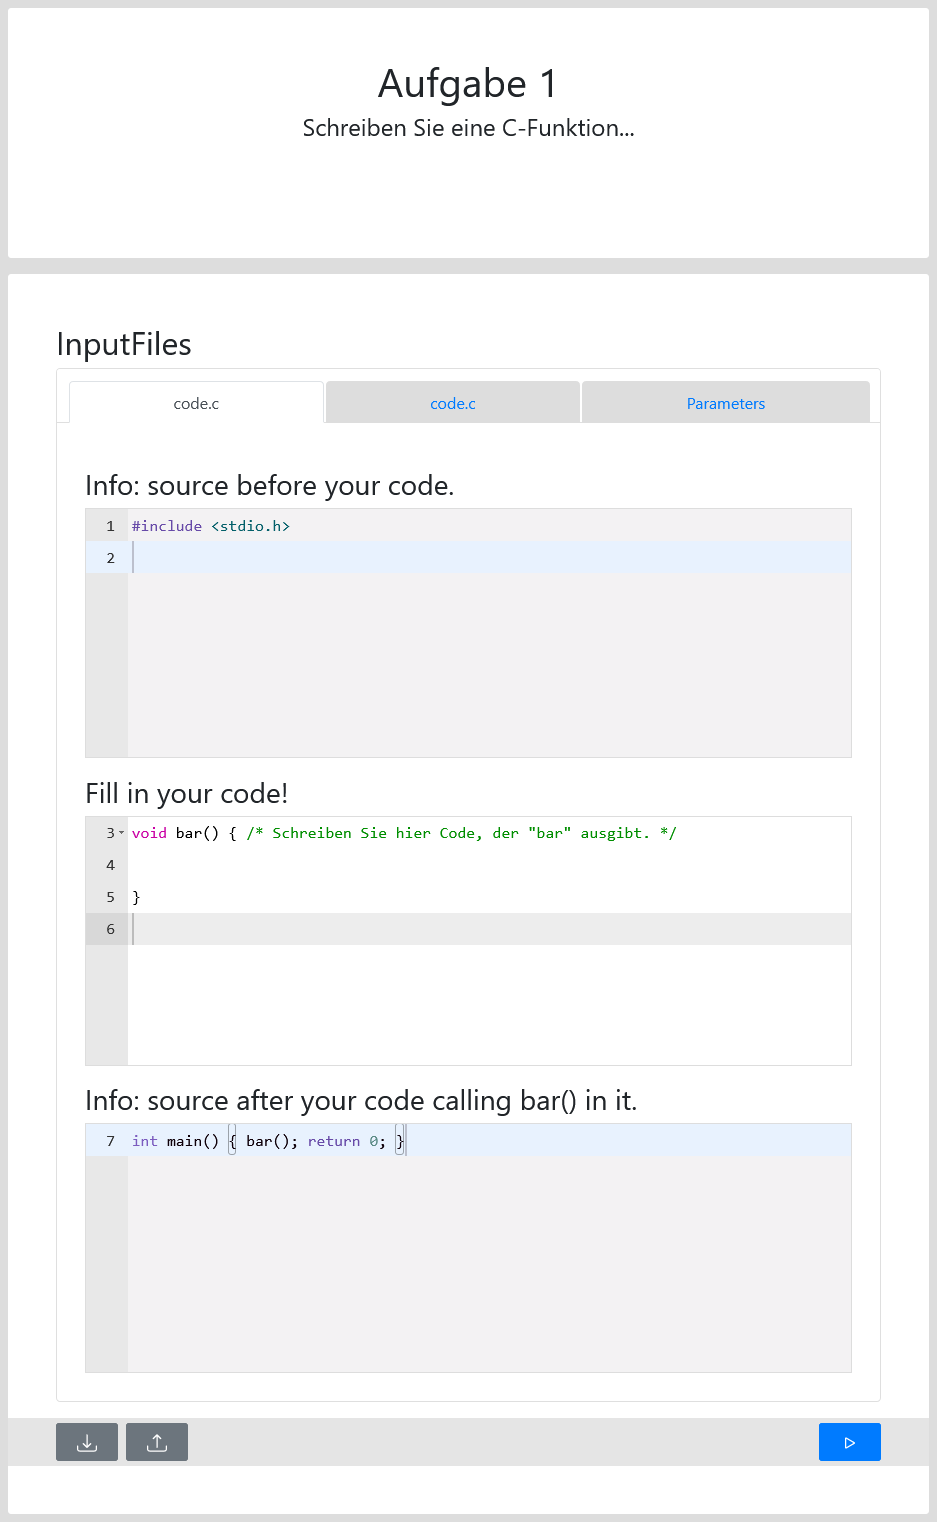 Aufgabe 1
Schreiben Sie eine C-Funktion...
InputFiles
code.c
code.c
Parameters
Info: source before your code.
1 #include <stdio.h>
2
Fill in your code!
3 void bar() { /* Schreiben Sie hier Code, der "bar" ausgibt. */
4
5 }
6
Info: source after your code calling bar() in it.
7 int main() { bar(); return 0; }